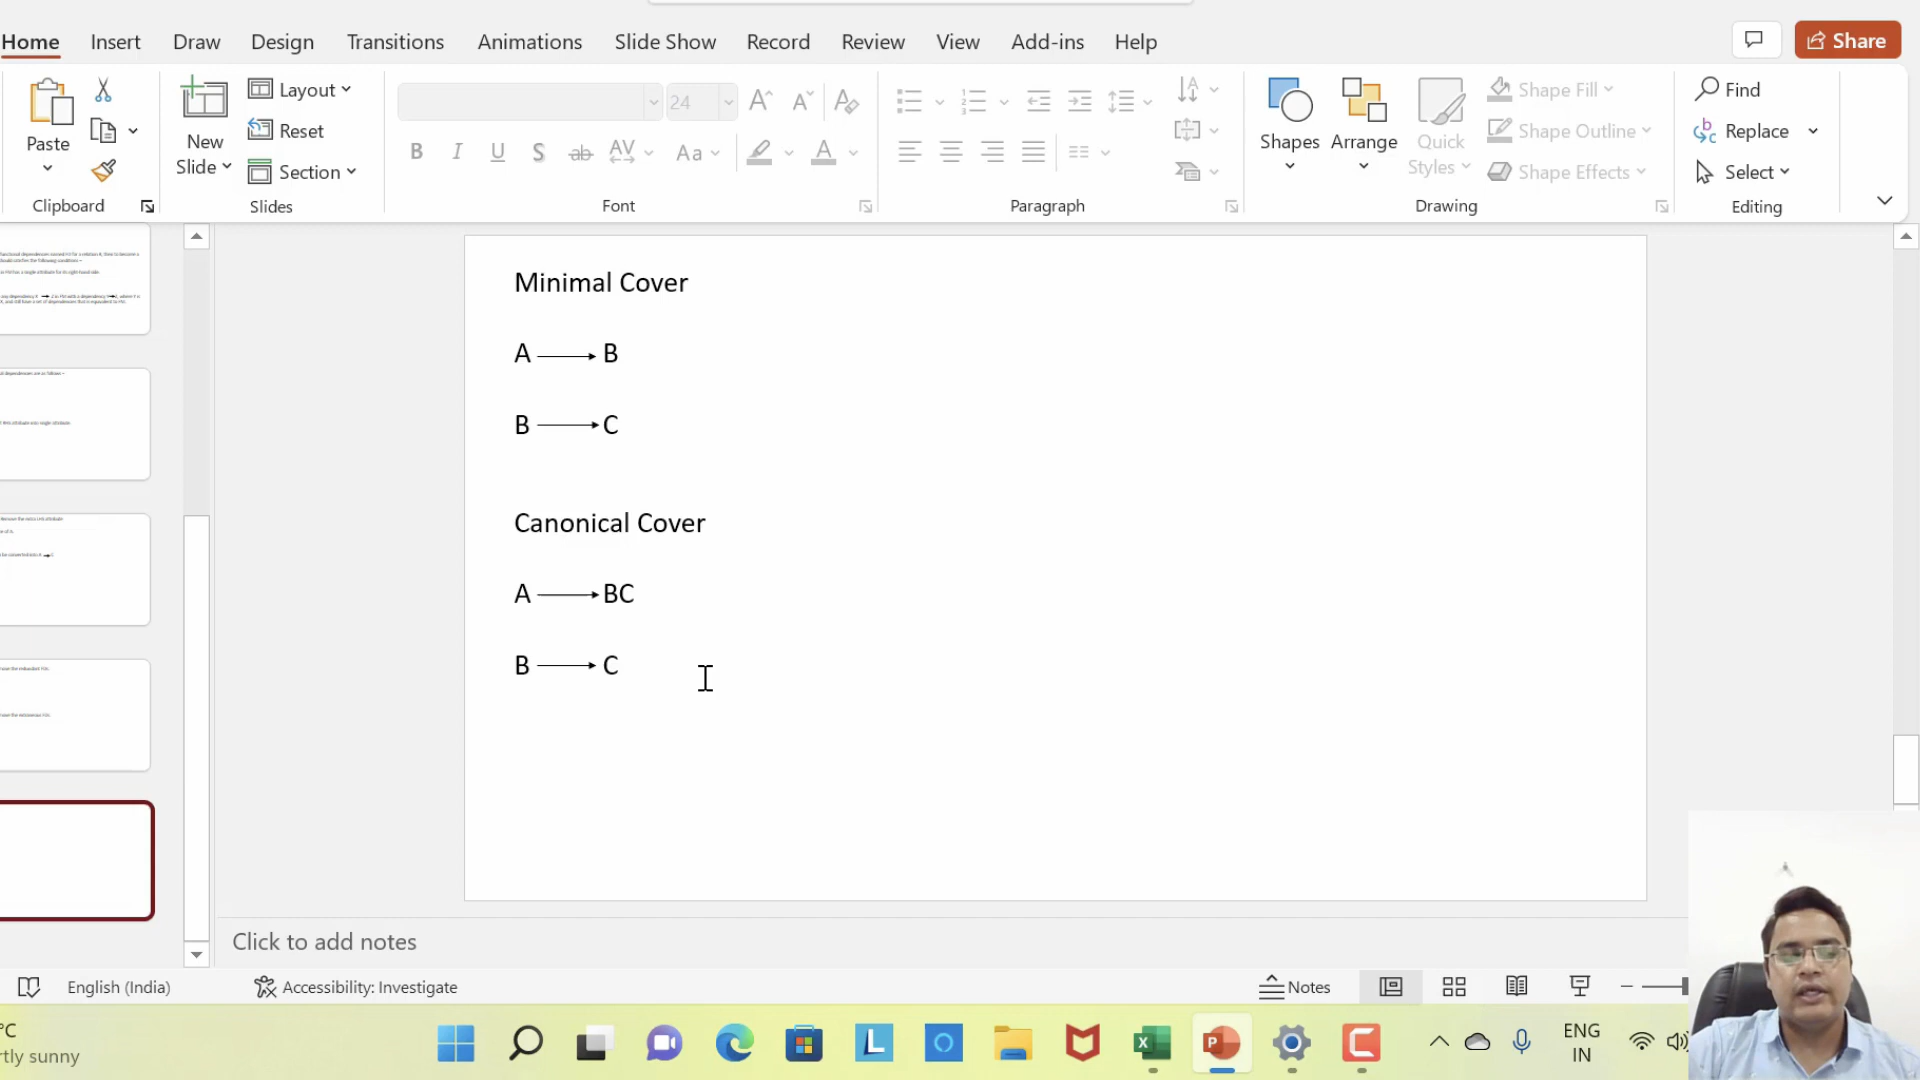 Home Insert Draw Design Transitions Animations Slide Show Record Review View Add-ins Help Share
Paste
New
Slide
Layout
Reset
Section
24
Aa
Shapes
Arrange
Quick
Styles
Shape Fill
Shape Outline
Shape Effects
Find
Replace
Select
Clipboard Slides Font Paragraph Drawing Editing
Minimal Cover
A B
B C
Canonical Cover
A BC
B C
Click to add notes
English (India) Accessibility: Investigate Notes
°C
rtly sunny
ENG
IN